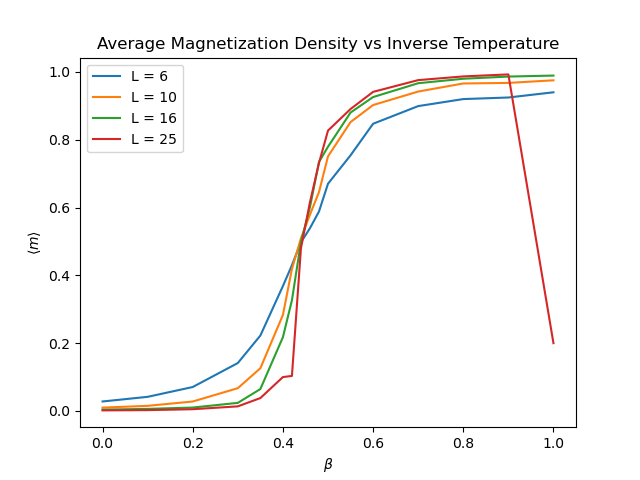 Average Magnetization Density vs Inverse Temperature
L = 6
L = 10
L = 16
L = 25
1.0
0.8
0.6
0.4
0.2
0.0
⟨m⟩
0.0 0.2 0.4 0.6 0.8 1.0
β